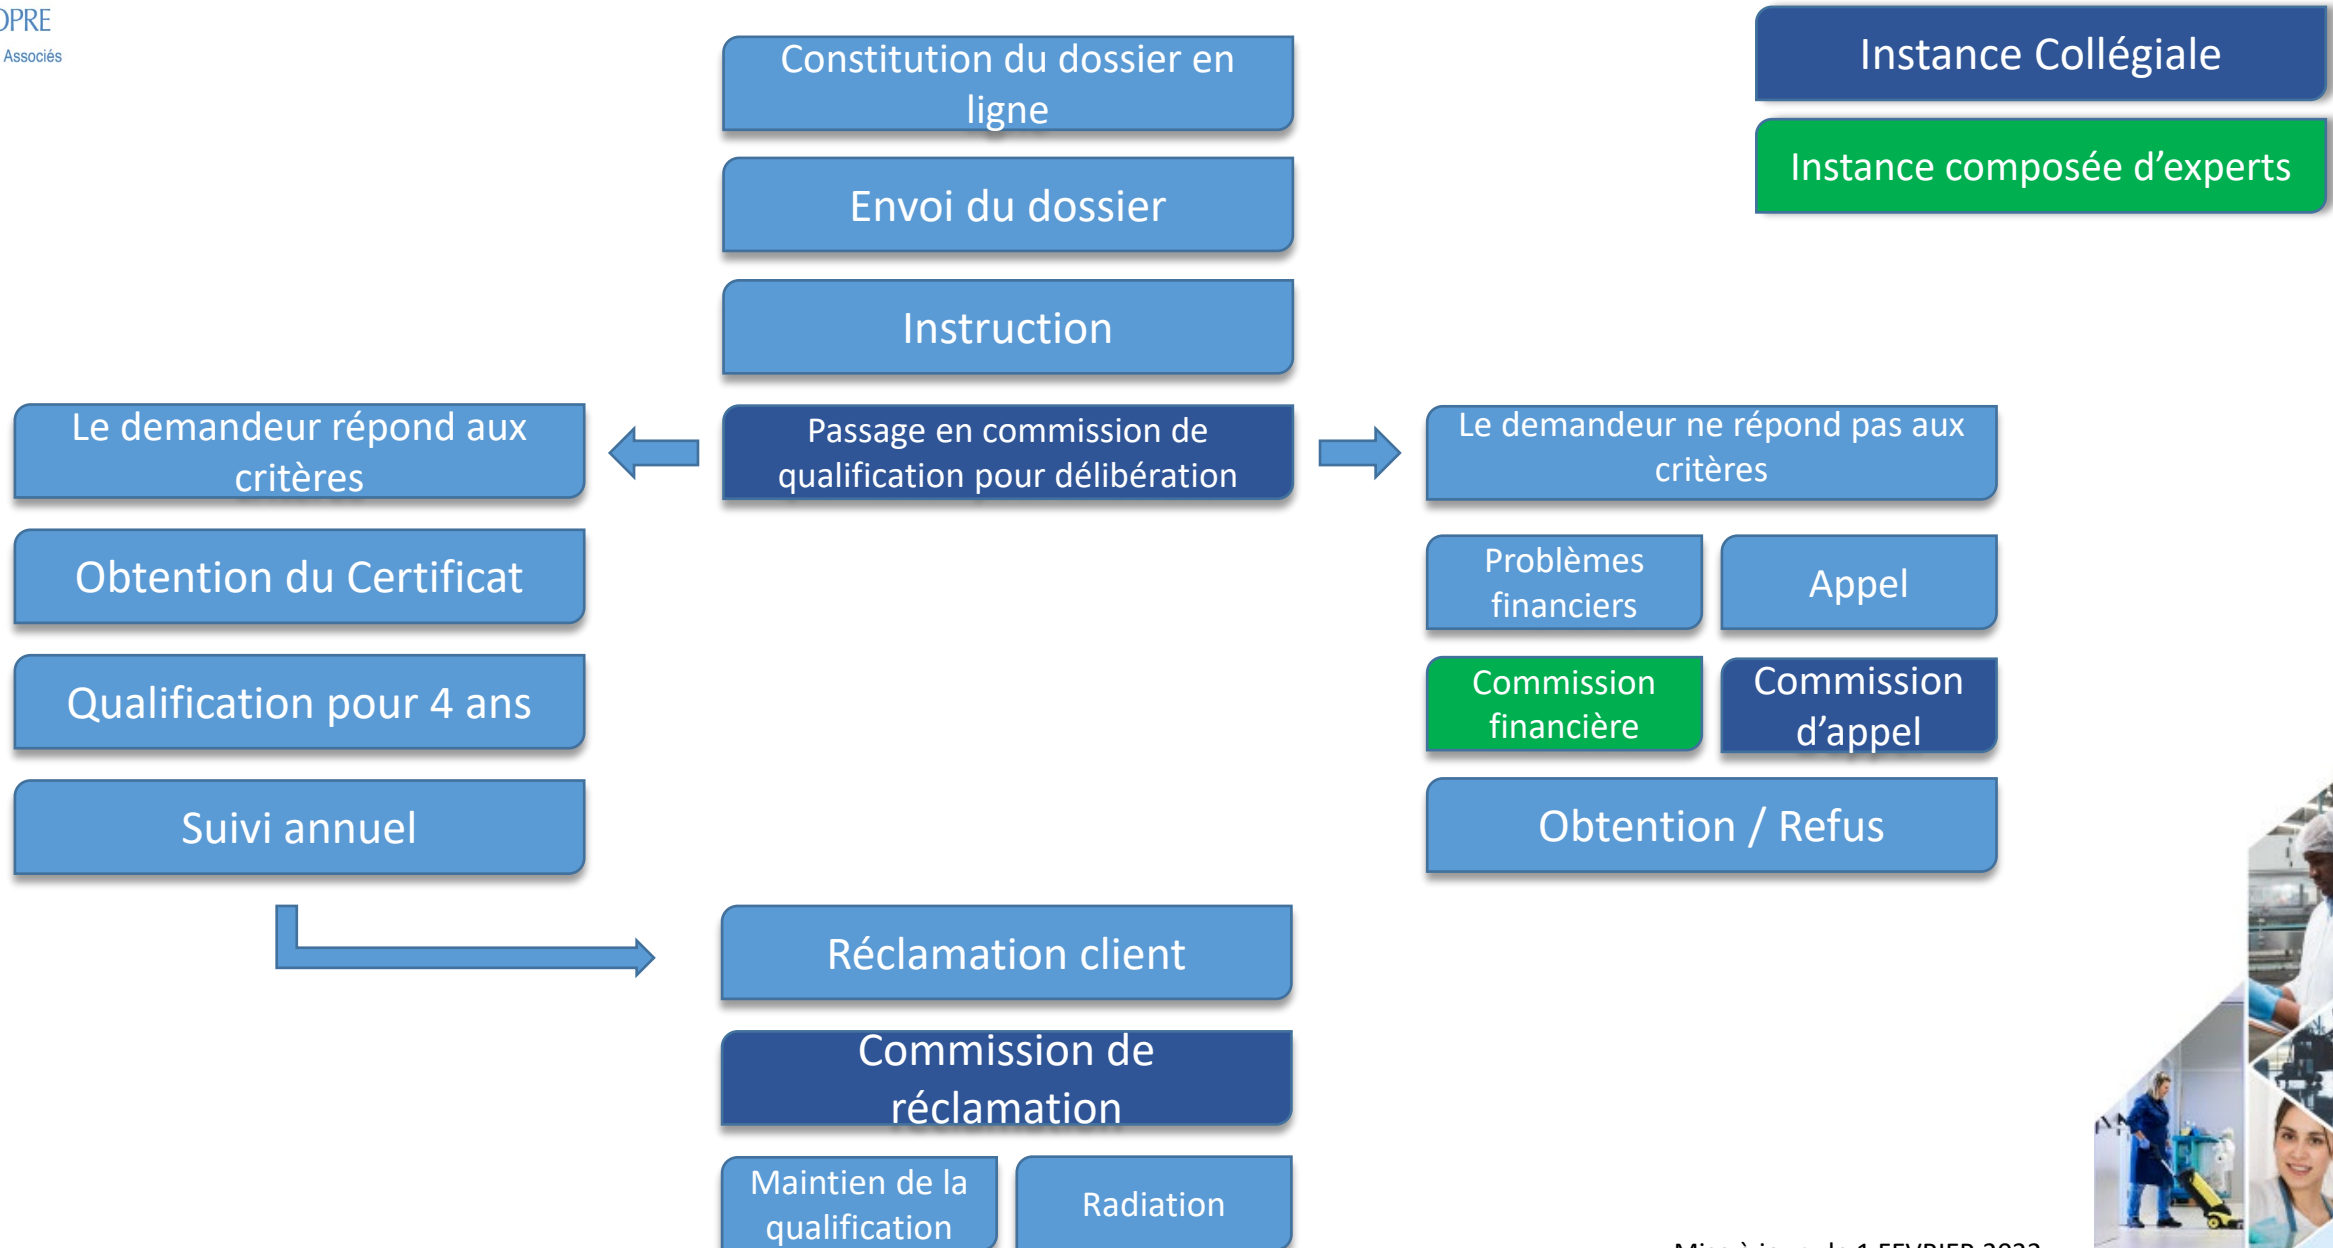 Associés
Constitution du dossier en
ligne
Instance Collégiale
Instance composée d’experts
Envoi du dossier
Instruction
Le demandeur répond aux
critères
Passage en commission de
qualification pour délibération
Le demandeur ne répond pas aux
critères
Obtention du Certificat
Problèmes
financiers
Appel
Qualification pour 4 ans
Commission
financière
Commission
d’appel
Suivi annuel
Obtention / Refus
Réclamation client
Commission de
réclamation
Maintien de la
qualification
Radiation